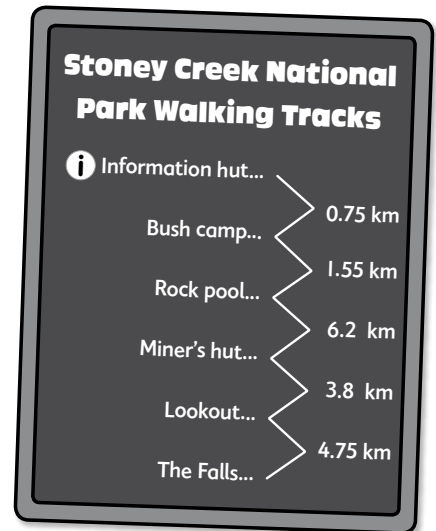 Stoney Creek National
Park Walking Tracks
i Information hut...
0.75 km
Bush camp...
1.55 km
Rock pool...
6.2 km
Miner's hut...
3.8 km
Lookout...
4.75 km
The Falls...